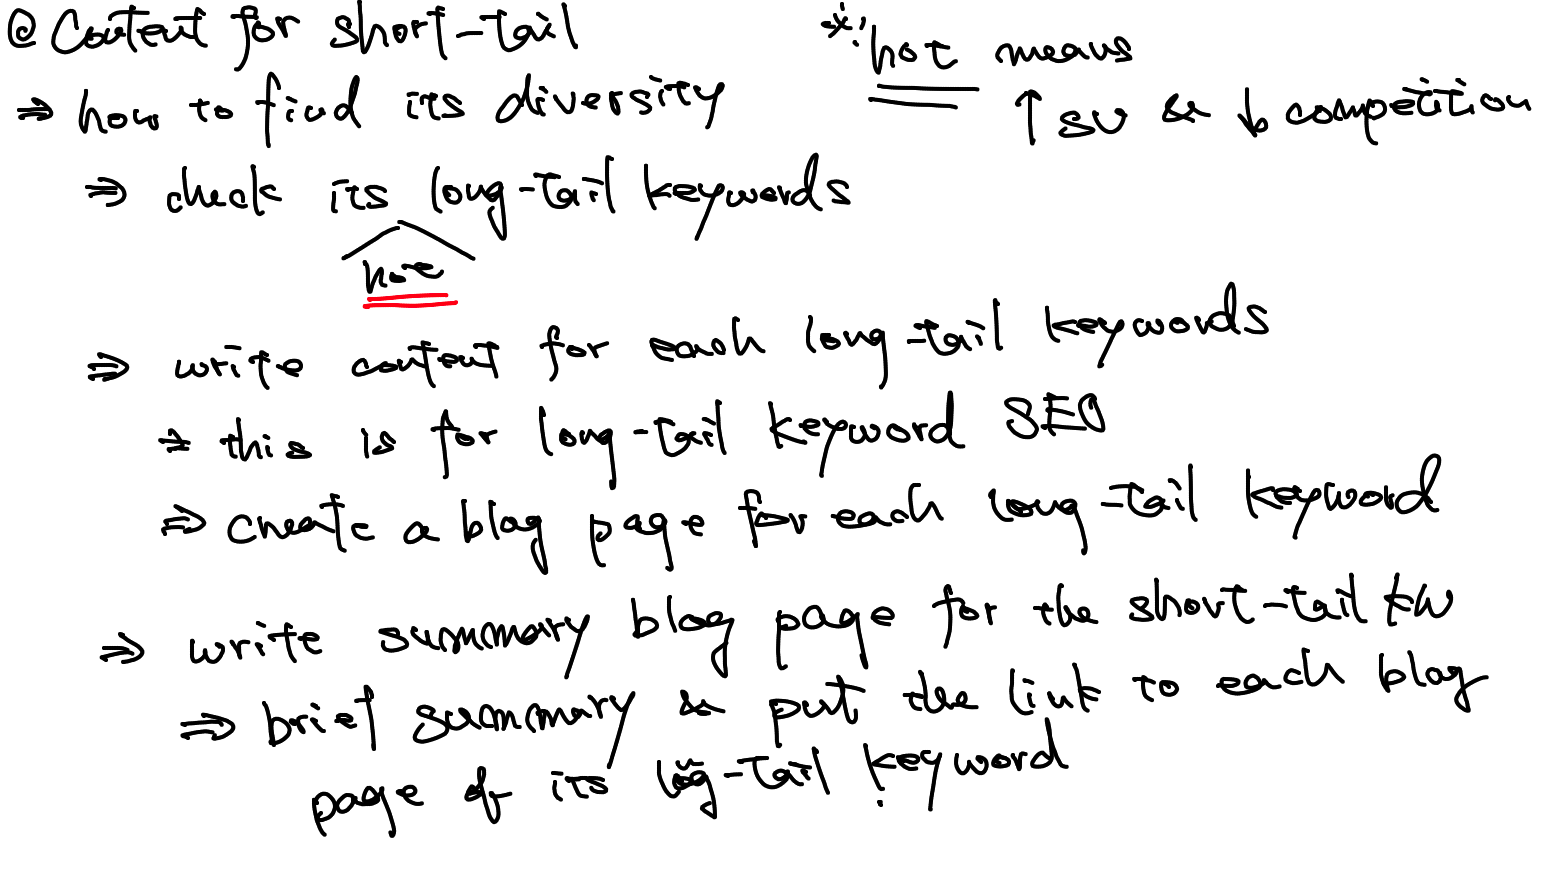 @ Content for short-tail
※! hot means
↑ SV & ↓ competition
⇒ how to find its diversity
⇒ check its long-tail keywords
hot
⇒ write content for each long-tail keywords
→ this is for long-tail keyword SEO
⇒ create a blog page for each long-tail keyword
⇒ write summary blog page for the short-tail KW
⇒ brief summary & put the link to each blog
page of its long-tail keyword